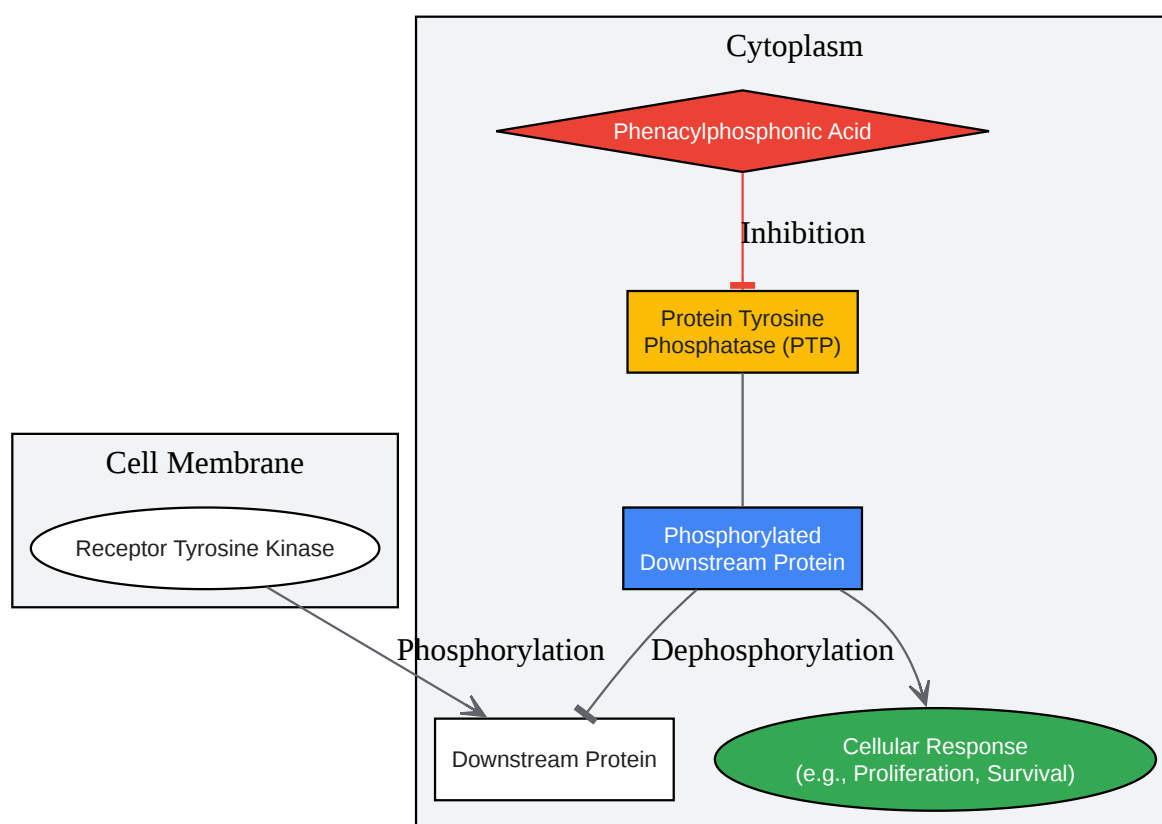 Cytoplasm
Phenacylphosphonic Acid
Inhibition
Protein Tyrosine
Phosphatase (PTP)
Cell Membrane
Receptor Tyrosine Kinase
Phosphorylated
Downstream Protein
Phosphorylation
Dephosphorylation
Downstream Protein
Cellular Response
(e.g., Proliferation, Survival)